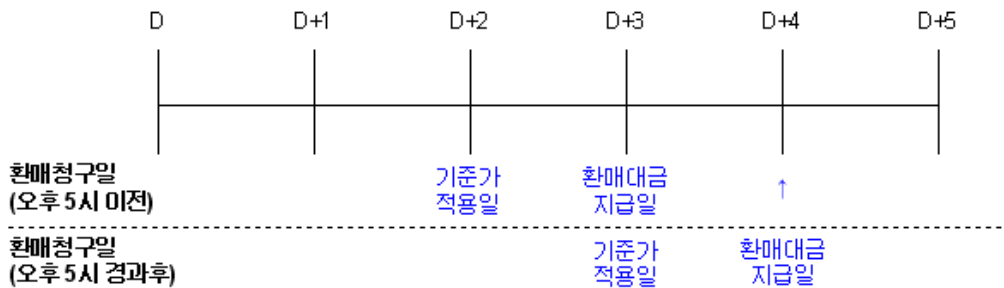 D D+1 D+2 D+3 D+4 D+5
환매청구일
(오후 5시 이전)
기준가
적용일
환매대금
지급일
↑
환매청구일
(오후 5시 경과후)
기준가
적용일
환매대금
지급일